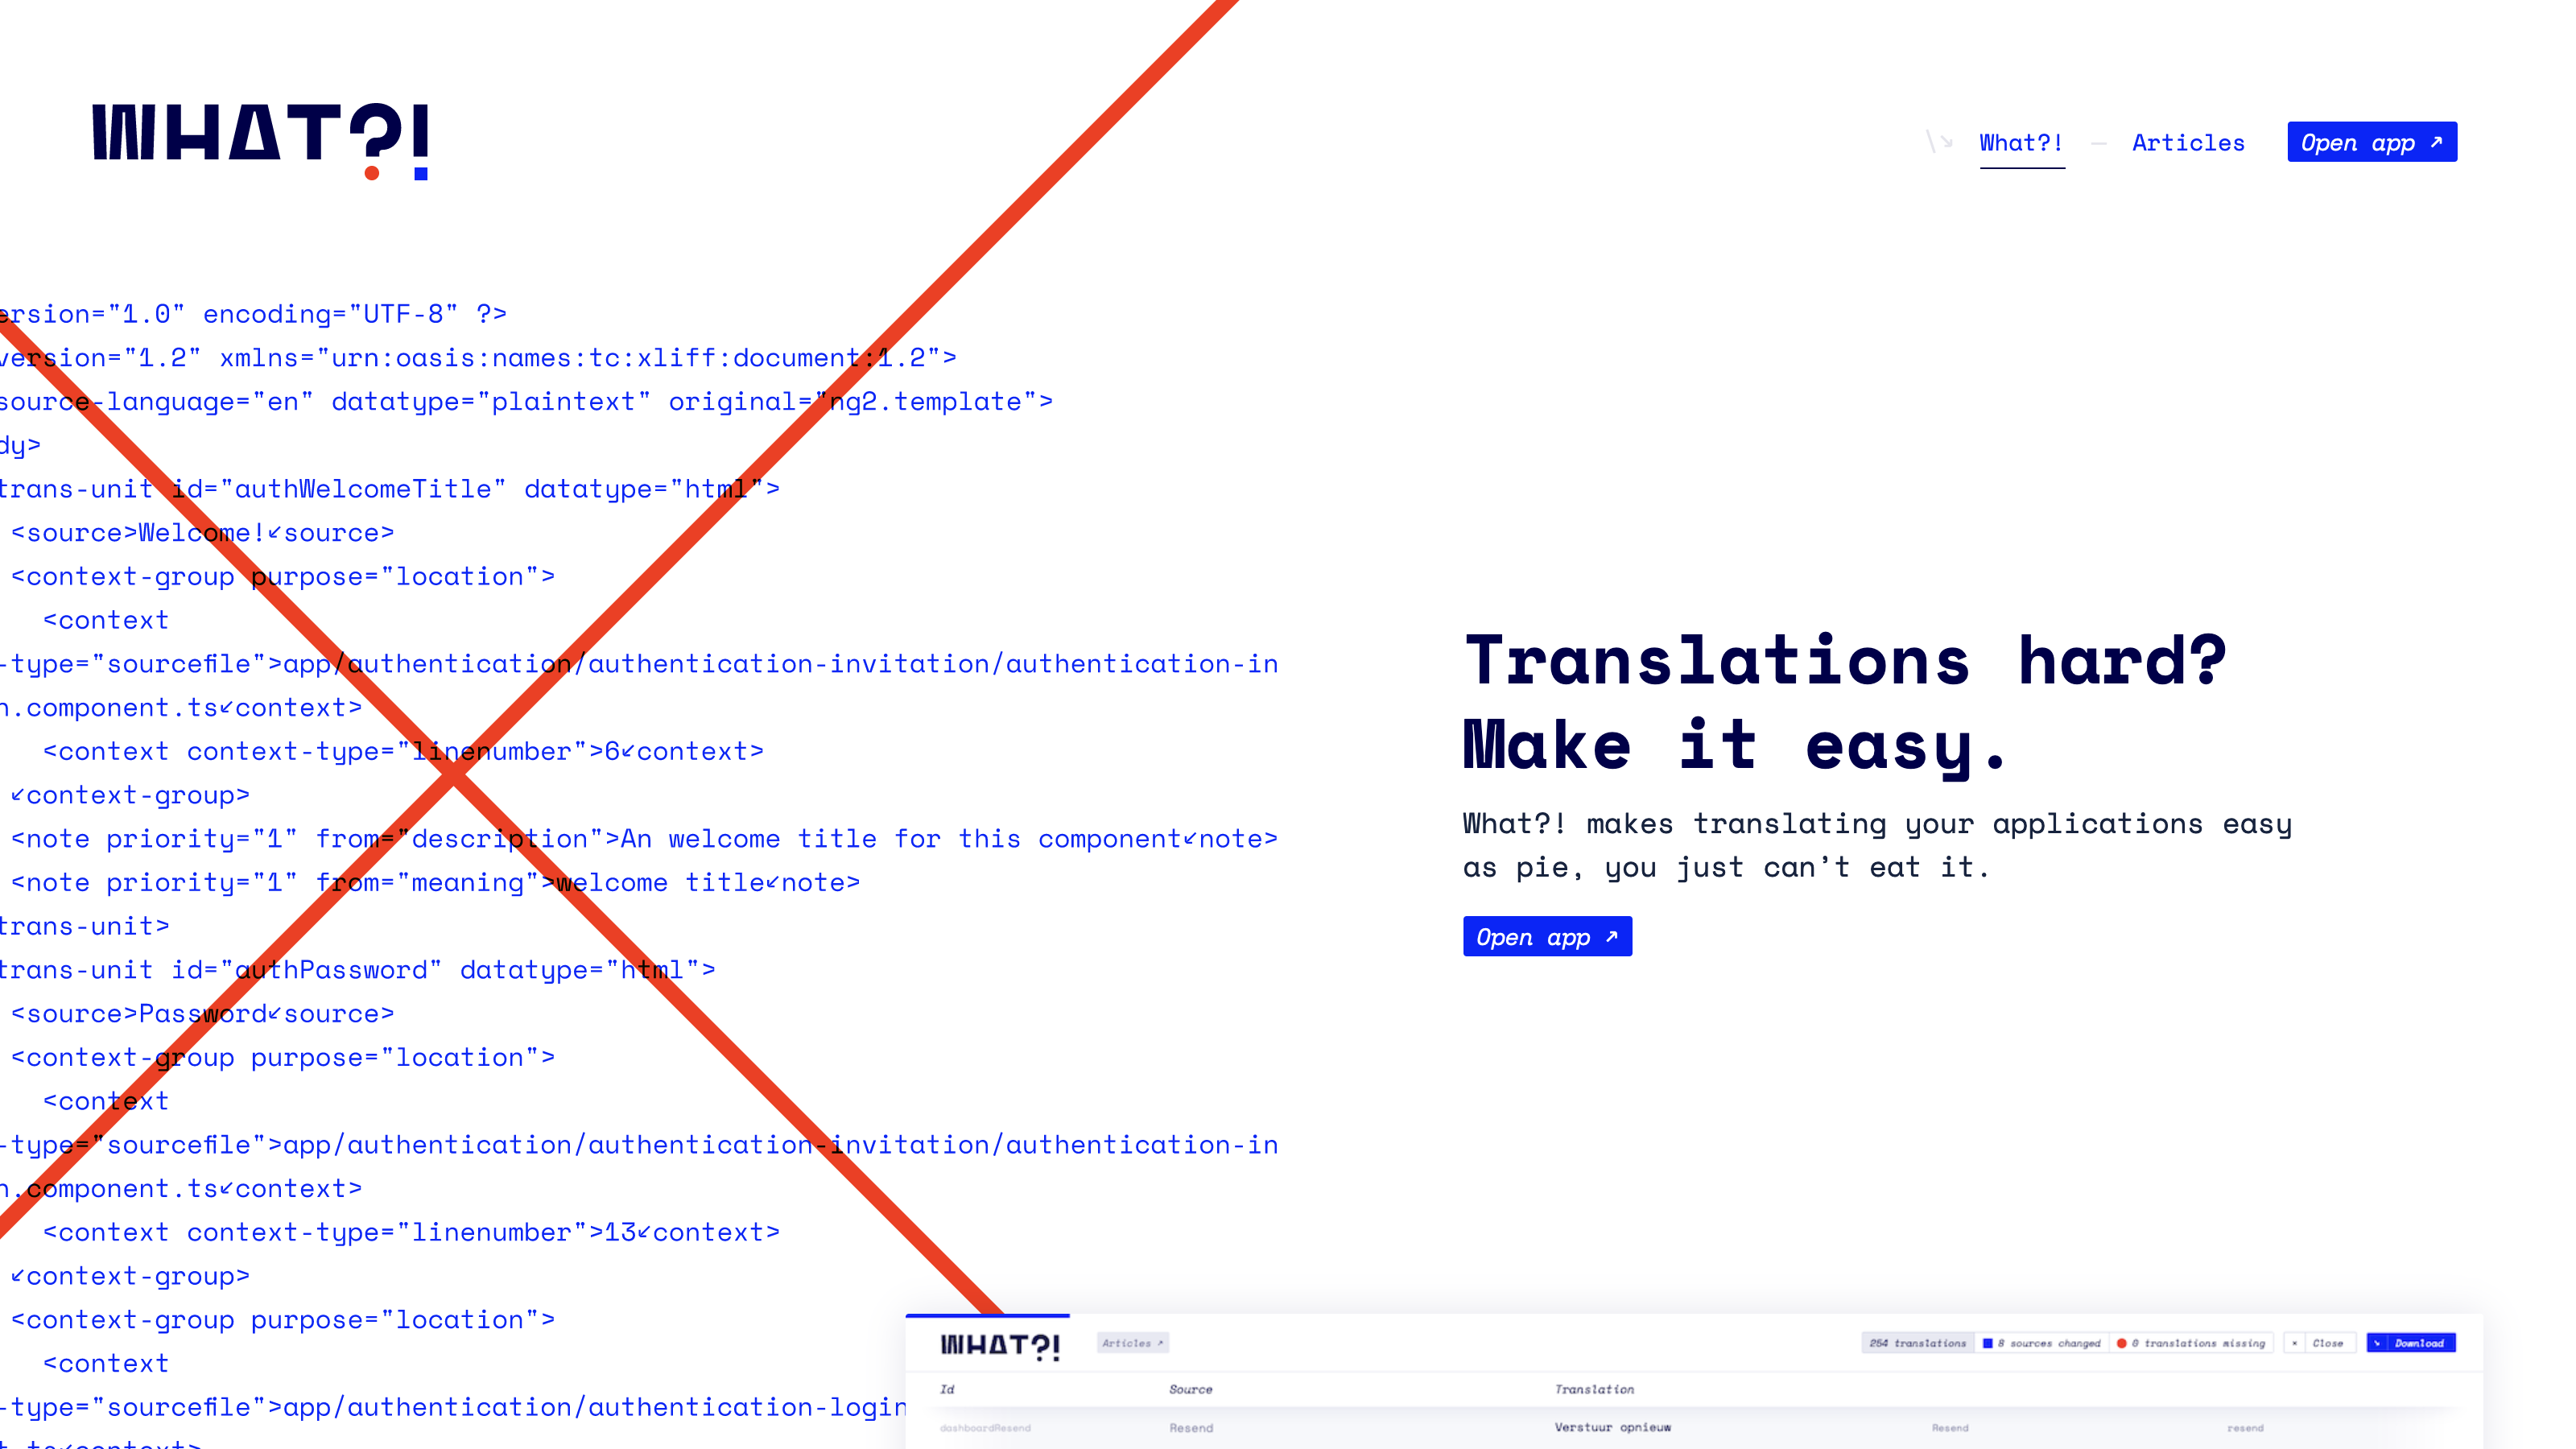 WHAT?!
What?! — Articles Open app ↗
ersion="1.0" encoding="UTF-8" ?>
version="1.2" xmlns="urn:oasis:names:tc:xliff:document:1.2">
source-language="en" datatype="plaintext" original="ng2.template">
dy>
trans-unit id="authWelcomeTitle" datatype="html">
<source>Welcome!↙source>
<context-group purpose="location">
<context
-type="sourcefile">app/authentication/authentication-invitation/authentication-in
n.component.ts↙context>
<context context-type="linenumber">6↙context>
↙context-group>
<note priority="1" from="description">An welcome title for this component↙note>
<note priority="1" from="meaning">welcome title↙note>
trans-unit>
trans-unit id="authPassword" datatype="html">
<source>Password↙source>
<context-group purpose="location">
<context
-type="sourcefile">app/authentication/authentication-invitation/authentication-in
n.component.ts↙context>
<context context-type="linenumber">13↙context>
↙context-group>
<context-group purpose="location">
<context
-type="sourcefile">app/authentication/authentication-login
Translations hard?
Make it easy.
What?! makes translating your applications easy
as pie, you just can’t eat it.
Open app ↗
WHAT?! Articles ↗ 254 translations 8 sources changed 0 translations missing × Close ↘ Download
Id Source Translation
dashboardResend Resend Verstuur opnieuw Resend resend